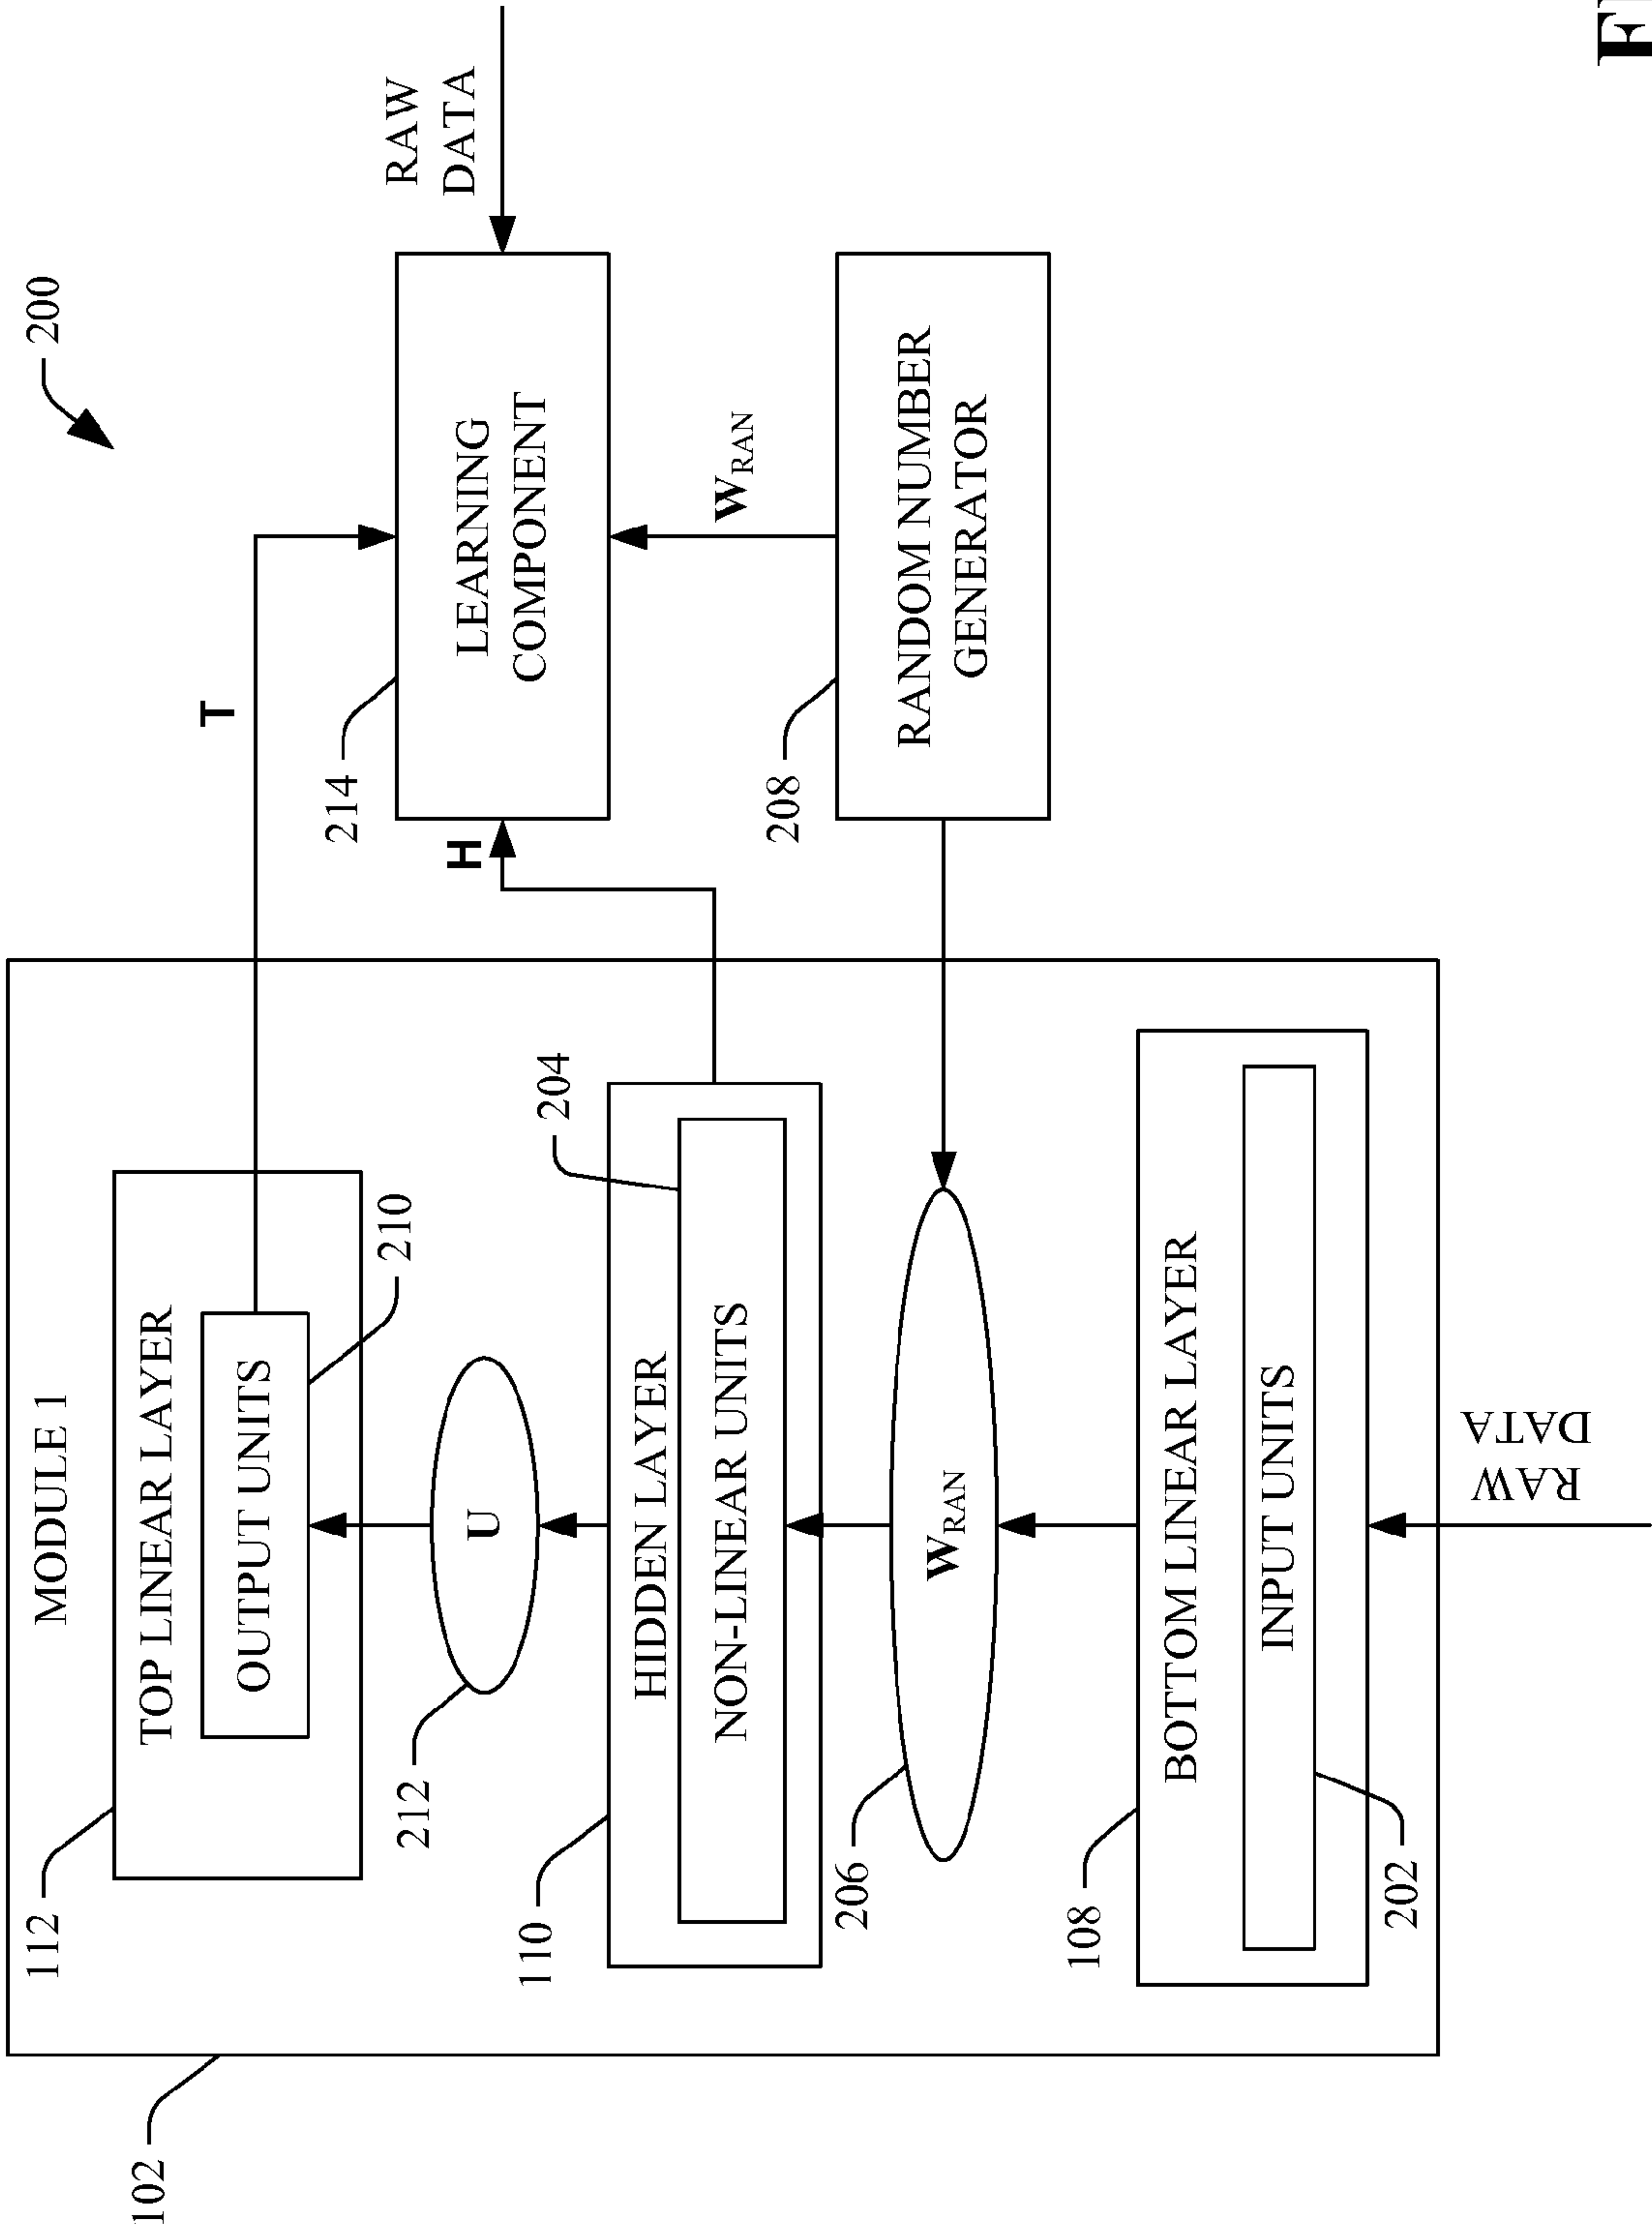 200
102
MODULE 1
112
TOP LINEAR LAYER
OUTPUT UNITS
210
T
212
U
110
HIDDEN LAYER
NON-LINEAR UNITS
204
H
214
LEARNING
COMPONENT
RAW
DATA
W_RAN
206
W_RAN
208
RANDOM NUMBER
GENERATOR
108
BOTTOM LINEAR LAYER
INPUT UNITS
202
RAW
DATA